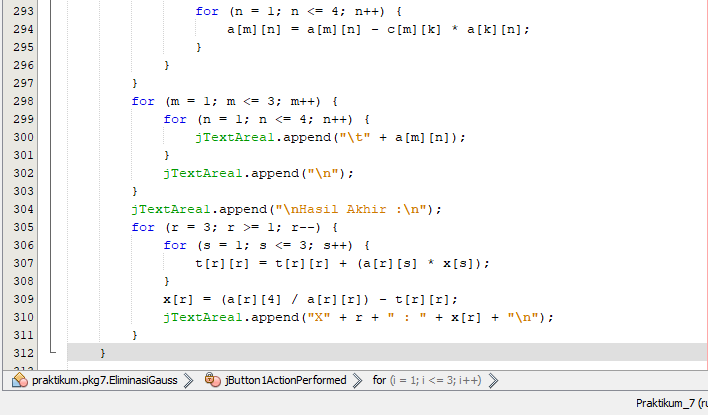 293 for (n = 1; n <= 4; n++) {
294 a[m][n] = a[m][n] - c[m][k] * a[k][n];
295 }
296 }
297 }
298 for (m = 1; m <= 3; m++) {
299 for (n = 1; n <= 4; n++) {
300 jTextArea1.append("\t" + a[m][n]);
301 }
302 jTextArea1.append("\n");
303 }
304 jTextArea1.append("\nHasil Akhir :\n");
305 for (r = 3; r >= 1; r--) {
306 for (s = 1; s <= 3; s++) {
307 t[r][r] = t[r][r] + (a[r][s] * x[s]);
308 }
309 x[r] = (a[r][4] / a[r][r]) - t[r][r];
310 jTextArea1.append("X" + r + " : " + x[r] + "\n");
311 }
312 }
praktikum.pkg7.EliminasiGauss jButton1ActionPerformed for (i = 1; i <= 3; i++)
Praktikum_7 (ru